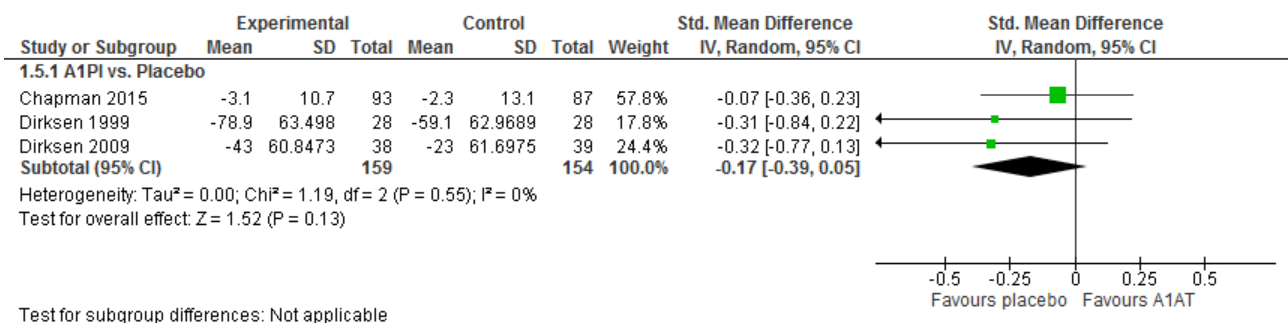 Experimental Control Std. Mean Difference Std. Mean Difference
Study or Subgroup Mean SD Total Mean SD Total Weight IV, Random, 95% CI IV, Random, 95% CI
1.5.1 A1PI vs. Placebo
Chapman 2015 -3.1 10.7 93 -2.3 13.1 87 57.8% -0.07 [-0.36, 0.23]
Dirksen 1999 -78.9 63.498 28 -59.1 62.9689 28 17.8% -0.31 [-0.84, 0.22]
Dirksen 2009 -43 60.8473 38 -23 61.6975 39 24.4% -0.32 [-0.77, 0.13]
Subtotal (95% CI) 159 154 100.0% -0.17 [-0.39, 0.05]
Heterogeneity: Tau² = 0.00; Chi² = 1.19, df = 2 (P = 0.55); I² = 0%
Test for overall effect: Z = 1.52 (P = 0.13)
-0.5 -0.25 0 0.25 0.5
Favours placebo Favours A1AT
Test for subgroup differences: Not applicable